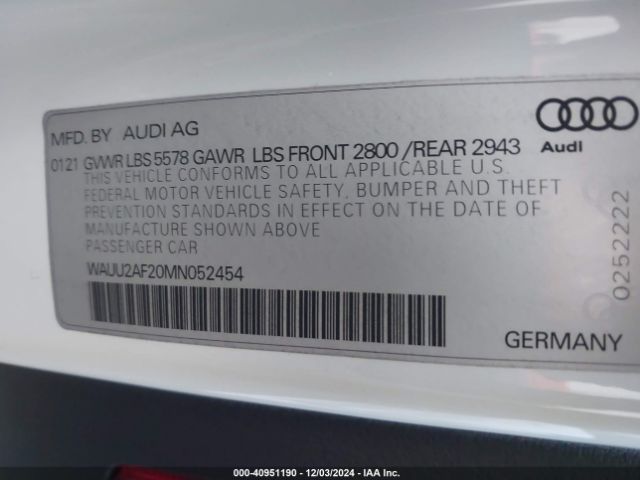 MFD. BY AUDI AG
0121 GVWR LBS 5578 GAWR LBS FRONT 2800 /REAR 2943
THIS VEHICLE CONFORMS TO ALL APPLICABLE U.S.
FEDERAL MOTOR VEHICLE SAFETY, BUMPER AND THEFT
PREVENTION STANDARDS IN EFFECT ON THE DATE OF
MANUFACTURE SHOWN ABOVE
PASSENGER CAR
WAUU2AF20MN052454
Audi
0252222
GERMANY
000-40951190 - 12/03/2024 - IAA Inc.